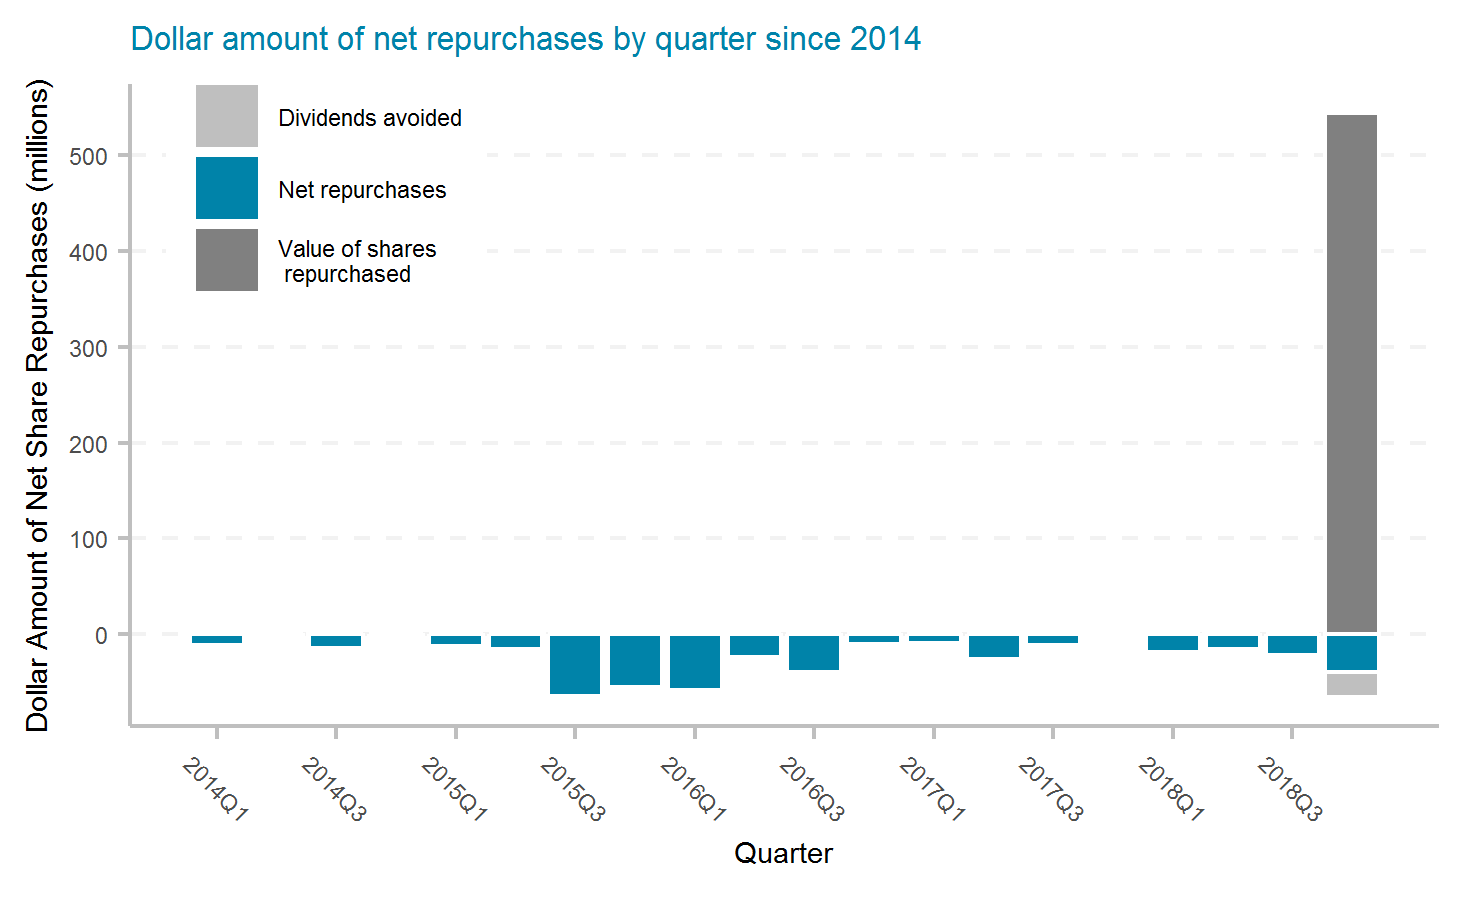 Dollar amount of net repurchases by quarter since 2014
Dollar Amount of Net Share Repurchases (millions)
Dividends avoided
Net repurchases
Value of shares
repurchased
500
400
300
200
100
0
2014Q1
2014Q3
2015Q1
2015Q3
2016Q1
2016Q3
2017Q1
2017Q3
2018Q1
2018Q3
Quarter